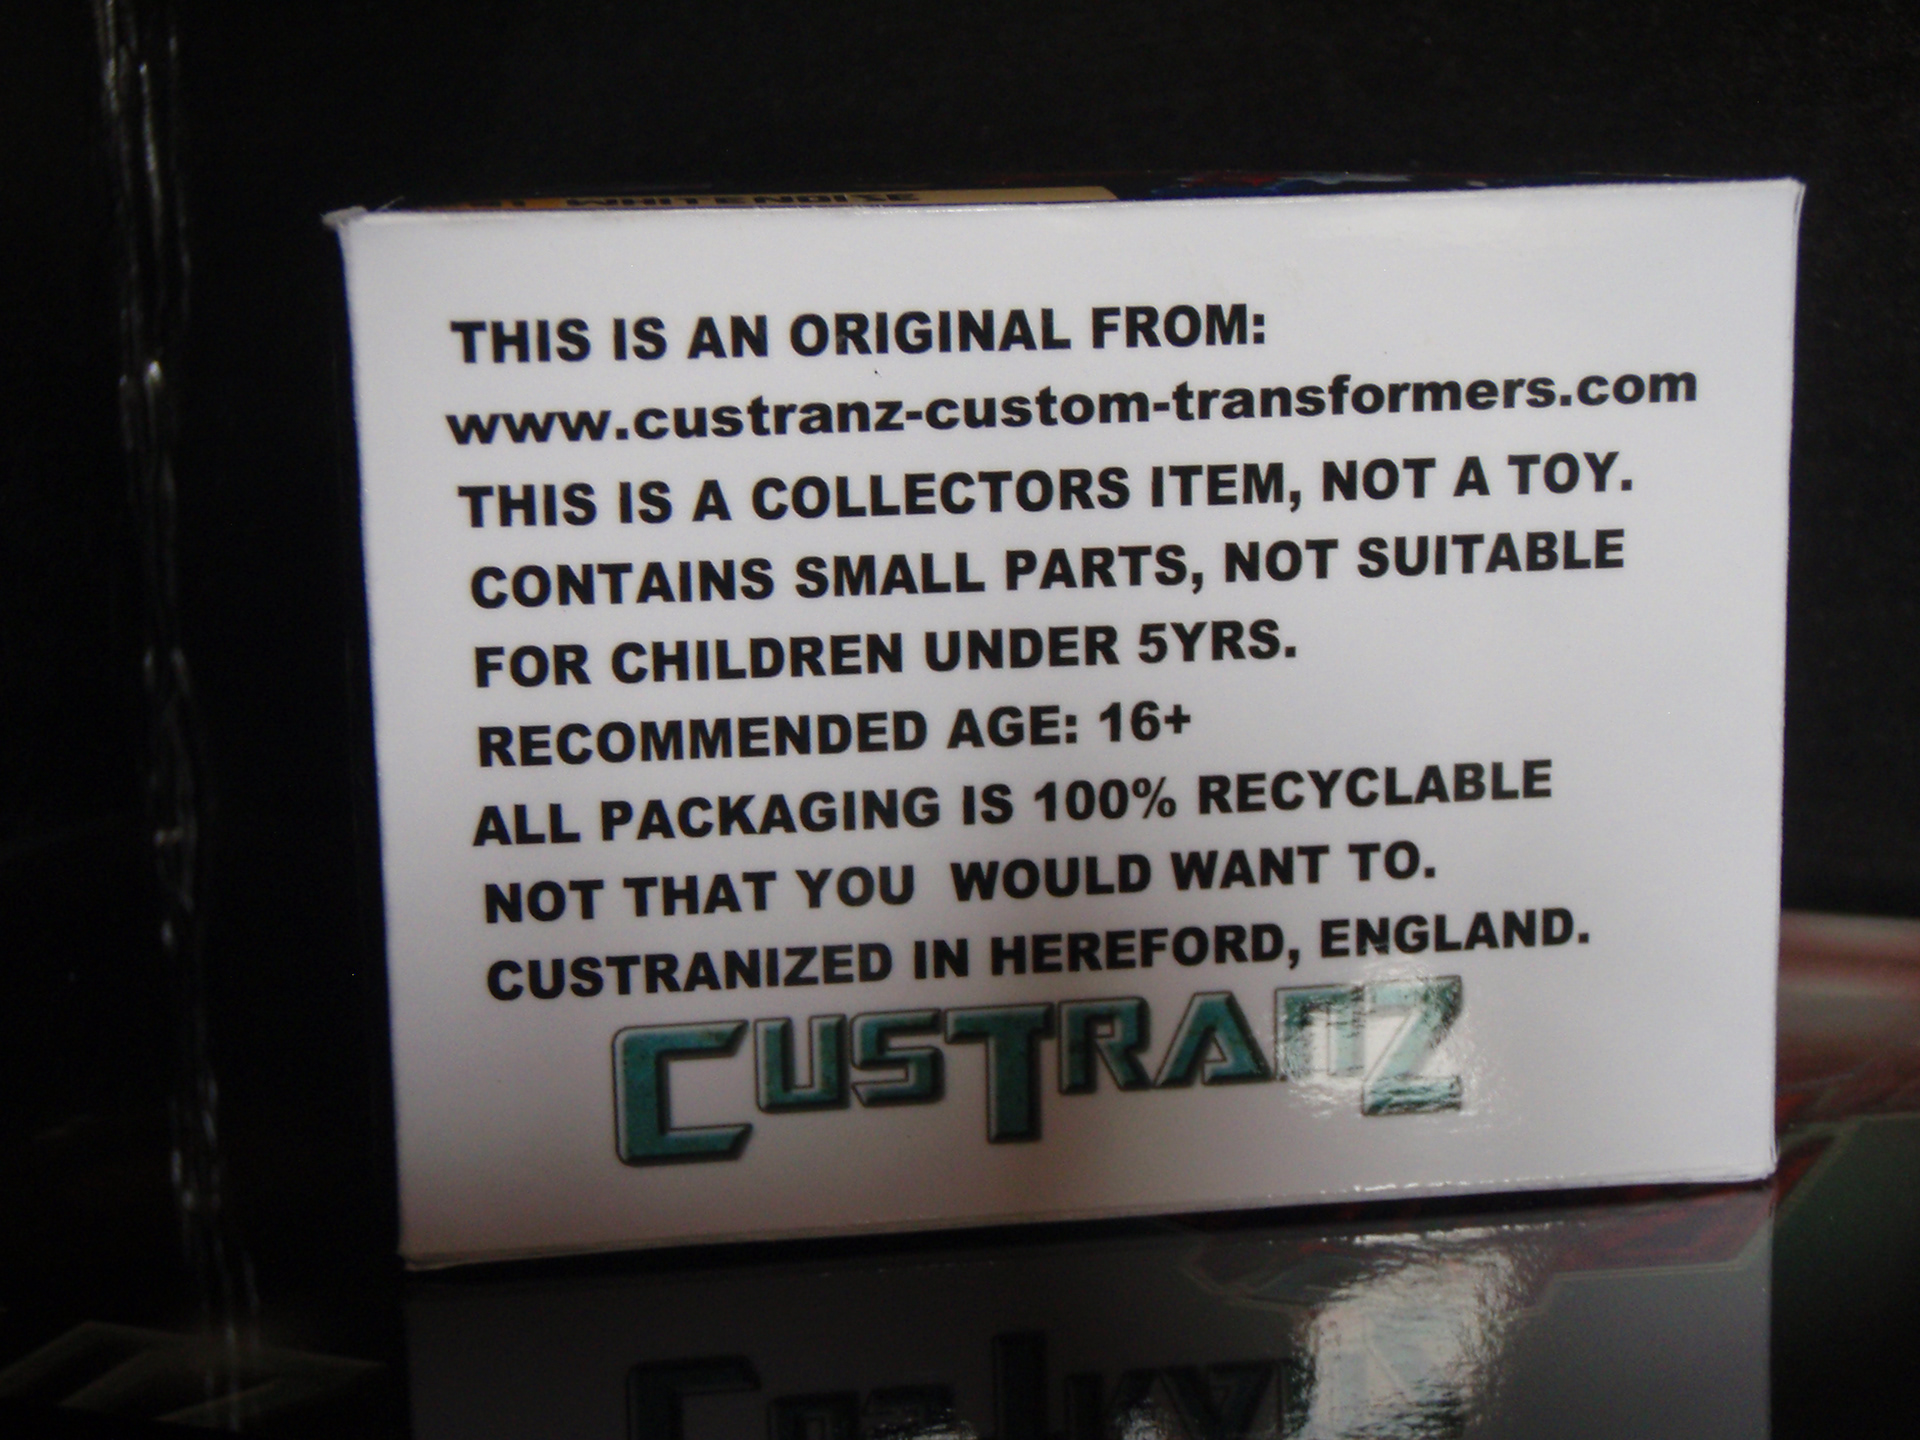 WHITENOISE
THIS IS AN ORIGINAL FROM:
www.custranz-custom-transformers.com
THIS IS A COLLECTORS ITEM, NOT A TOY.
CONTAINS SMALL PARTS, NOT SUITABLE
FOR CHILDREN UNDER 5YRS.
RECOMMENDED AGE: 16+
ALL PACKAGING IS 100% RECYCLABLE
NOT THAT YOU WOULD WANT TO.
CUSTRANIZED IN HEREFORD, ENGLAND.
CUSTRANZ